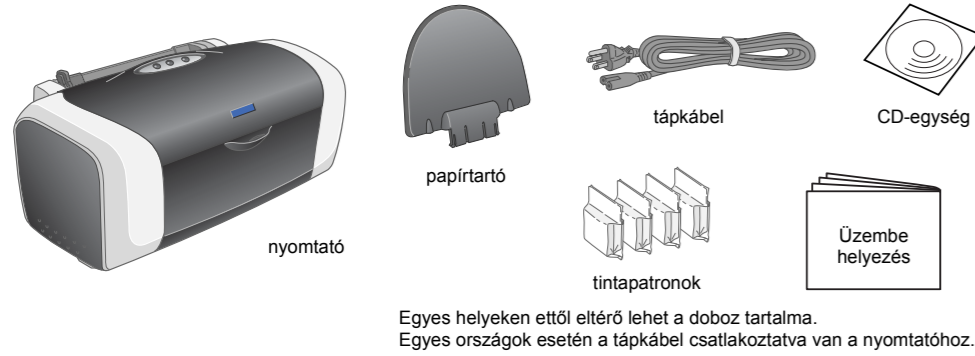 tápkábel
CD-egység
papírtartó
nyomtató
Üzembe
helyezés
tintapatronok
Egyes helyeken ettől eltérő lehet a doboz tartalma.
Egyes országok esetén a tápkábel csatlakoztatva van a nyomtatóhoz.